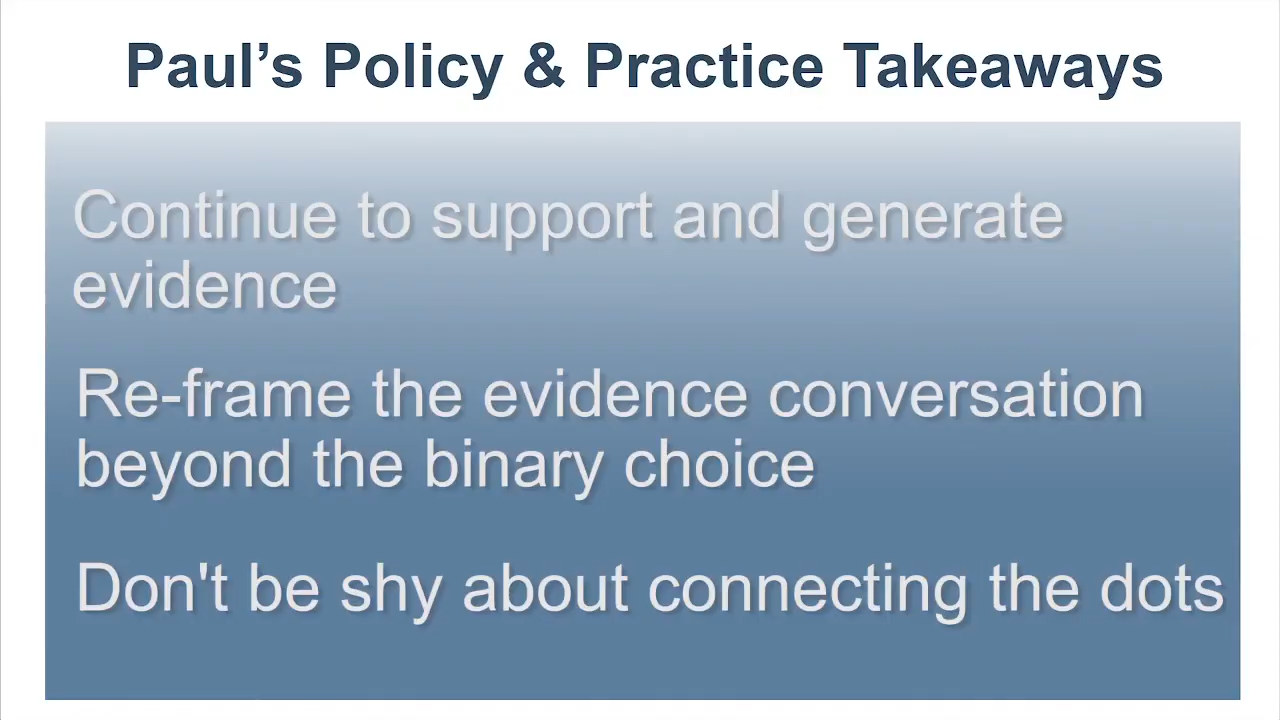 Paul’s Policy & Practice Takeaways
Continue to support and generate
evidence
Re-frame the evidence conversation
beyond the binary choice
Don't be shy about connecting the dots